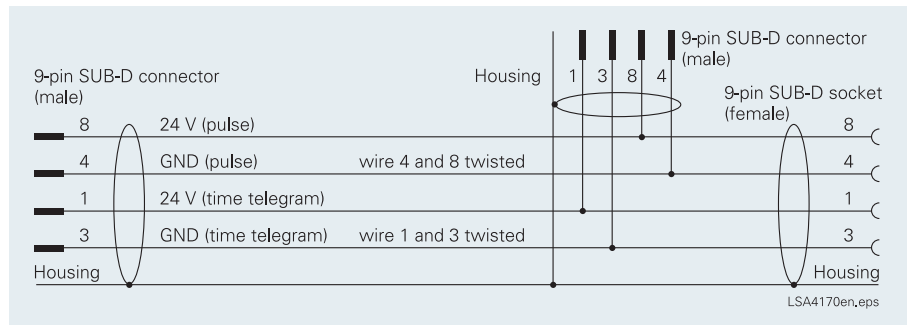 9-pin SUB-D connector
(male)
Housing
1 3 8 4
9-pin SUB-D connector
(male)
9-pin SUB-D socket
(female)
8 24 V (pulse) 8
4 GND (pulse) wire 4 and 8 twisted 4
1 24 V (time telegram) 1
3 GND (time telegram) wire 1 and 3 twisted 3
Housing Housing
LSA4170en.eps